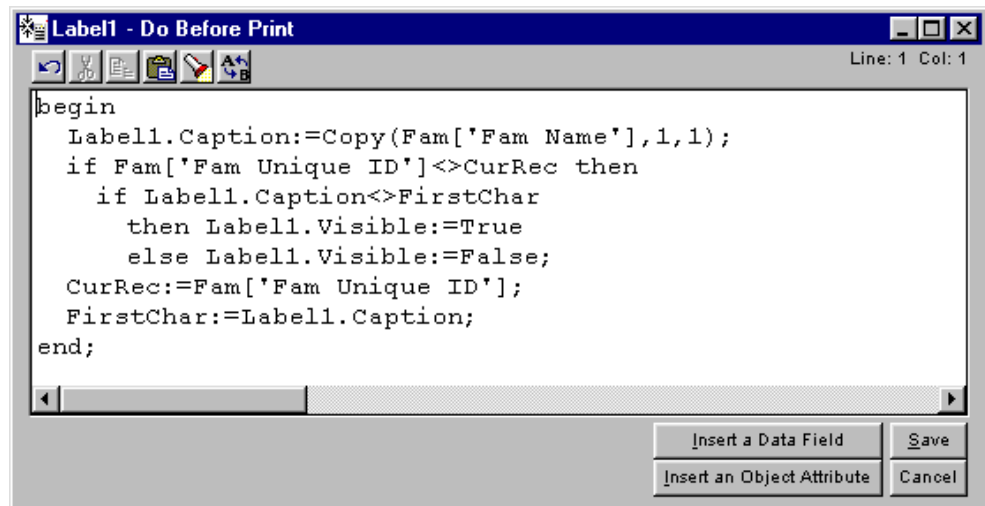 Label1 - Do Before Print
Line: 1 Col: 1
begin
  Label1.Caption:=Copy(Fam['Fam Name'],1,1);
  if Fam['Fam Unique ID']<>CurRec then
    if Label1.Caption<>FirstChar
      then Label1.Visible:=True
      else Label1.Visible:=False;
  CurRec:=Fam['Fam Unique ID'];
  FirstChar:=Label1.Caption;
end;
Insert a Data Field
Save
Insert an Object Attribute
Cancel